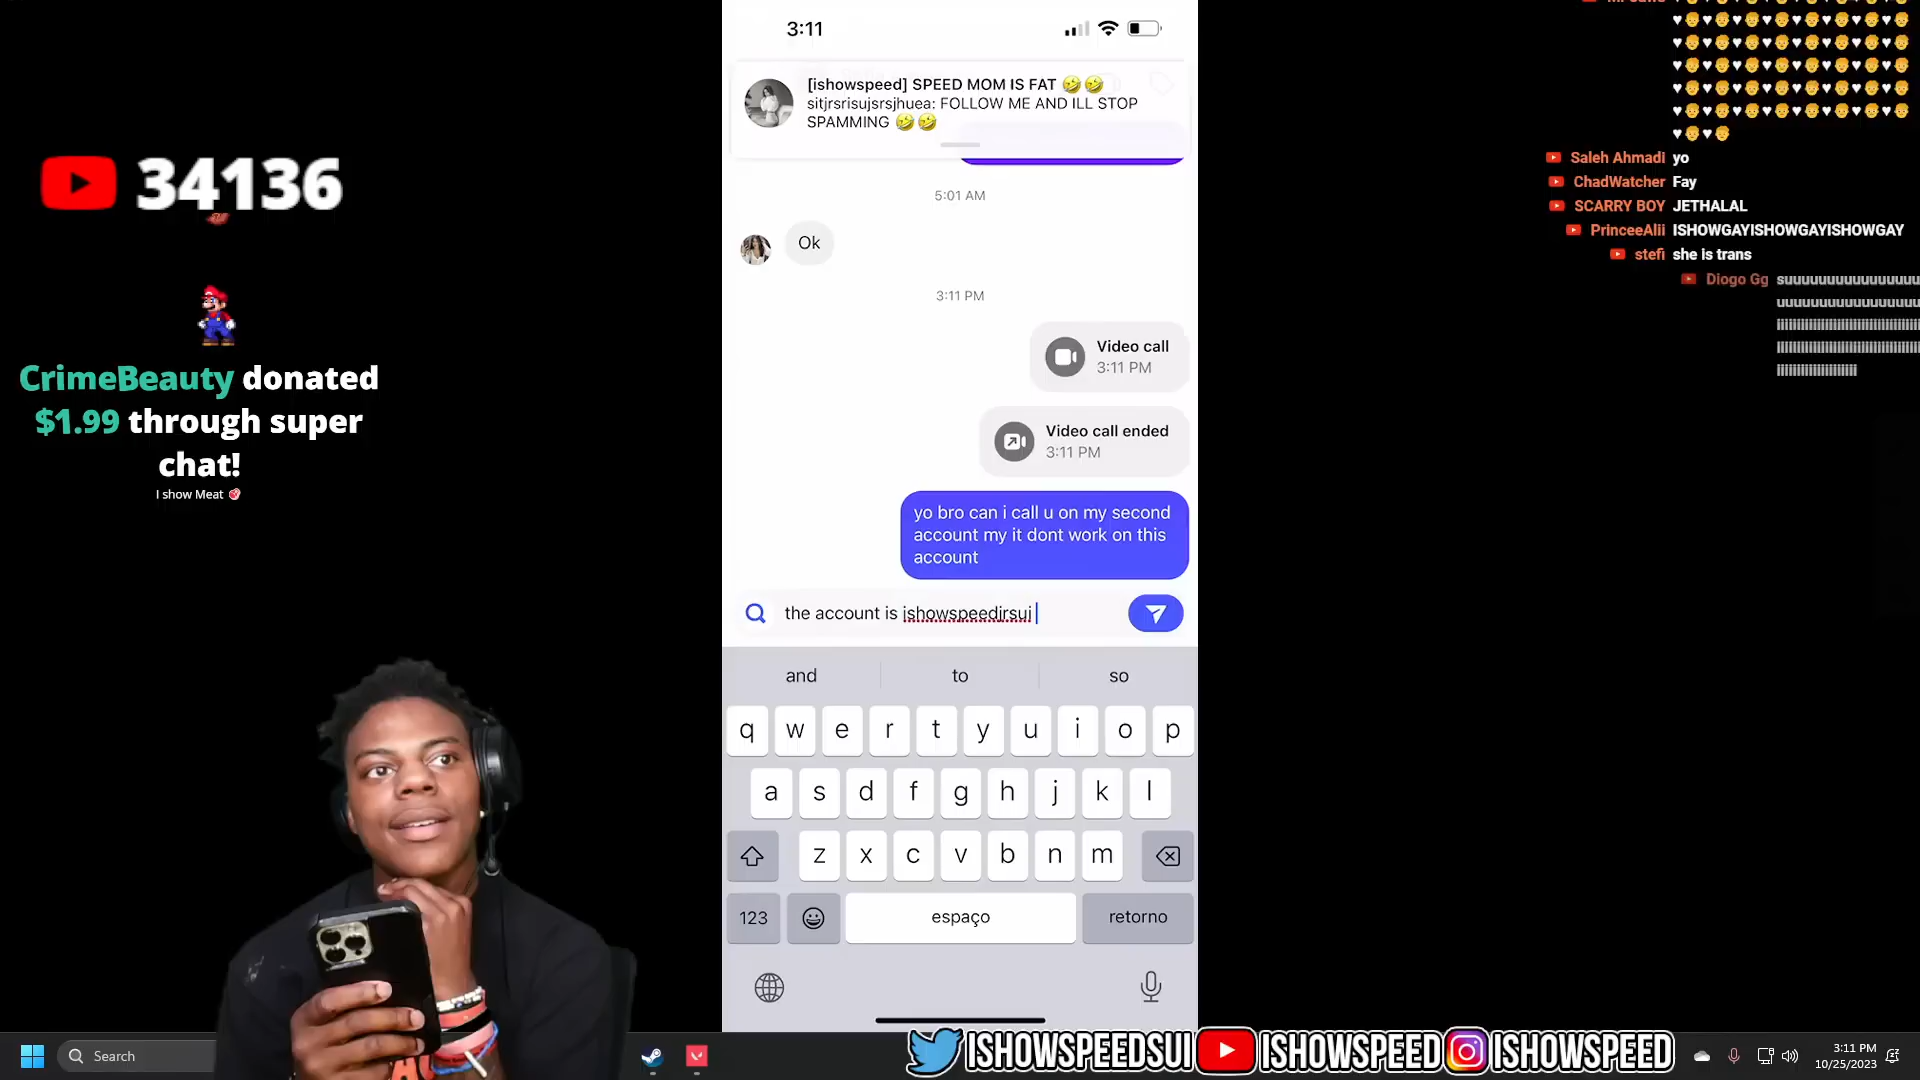 34136
CrimeBeauty donated
$1.99 through super
chat!
I show Meat
3:11
[ishowspeed] SPEED MOM IS FAT 🤣🤣
sitjrsrisujsrsjhuea: FOLLOW ME AND ILL STOP
SPAMMING 🤣🤣
5:01 AM
Ok
3:11 PM
Video call
3:11 PM
Video call ended
3:11 PM
yo bro can i call u on my second
account my it dont work on this
account
the account is ishowspeedjrsui
and to so
q w e r t y u i o p
a s d f g h j k l
z x c v b n m
123 espaço retorno
Saleh Ahmadi yo
ChadWatcher Fay
SCARRY BOY JETHALAL
PrinceeAlii ISHOWGAYISHOWGAYISHOWGAY
stefi she is trans
Diogo Gg
Search
ISHOWSPEEDSUI ISHOWSPEED ISHOWSPEED
3:11 PM
10/25/2023